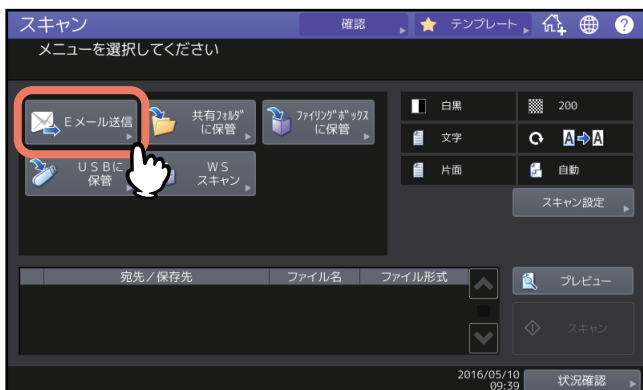 スキャン
確認
テンプレート
メニューを選択してください
Eメール送信
共有フォルダ
に保管
ファイリングボックス
に保管
USBに
保管
WS
スキャン
白黒
200
文字
A A
片面
自動
スキャン設定
宛先/保存先
ファイル名
ファイル形式
プレビュー
スキャン
2016/05/10
09:39
状況確認